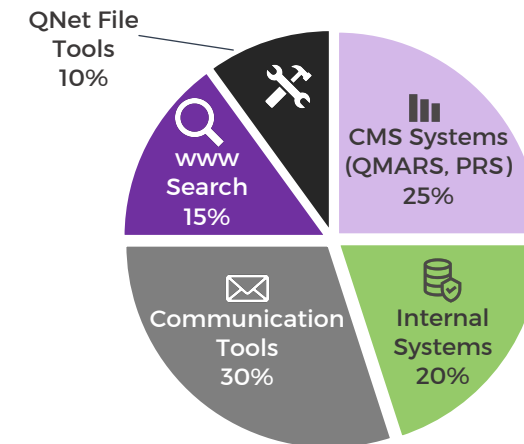 QNet File
Tools
10%
CMS Systems
(QMARS, PRS)
25%
www
Search
15%
Communication
Tools
30%
Internal
Systems
20%